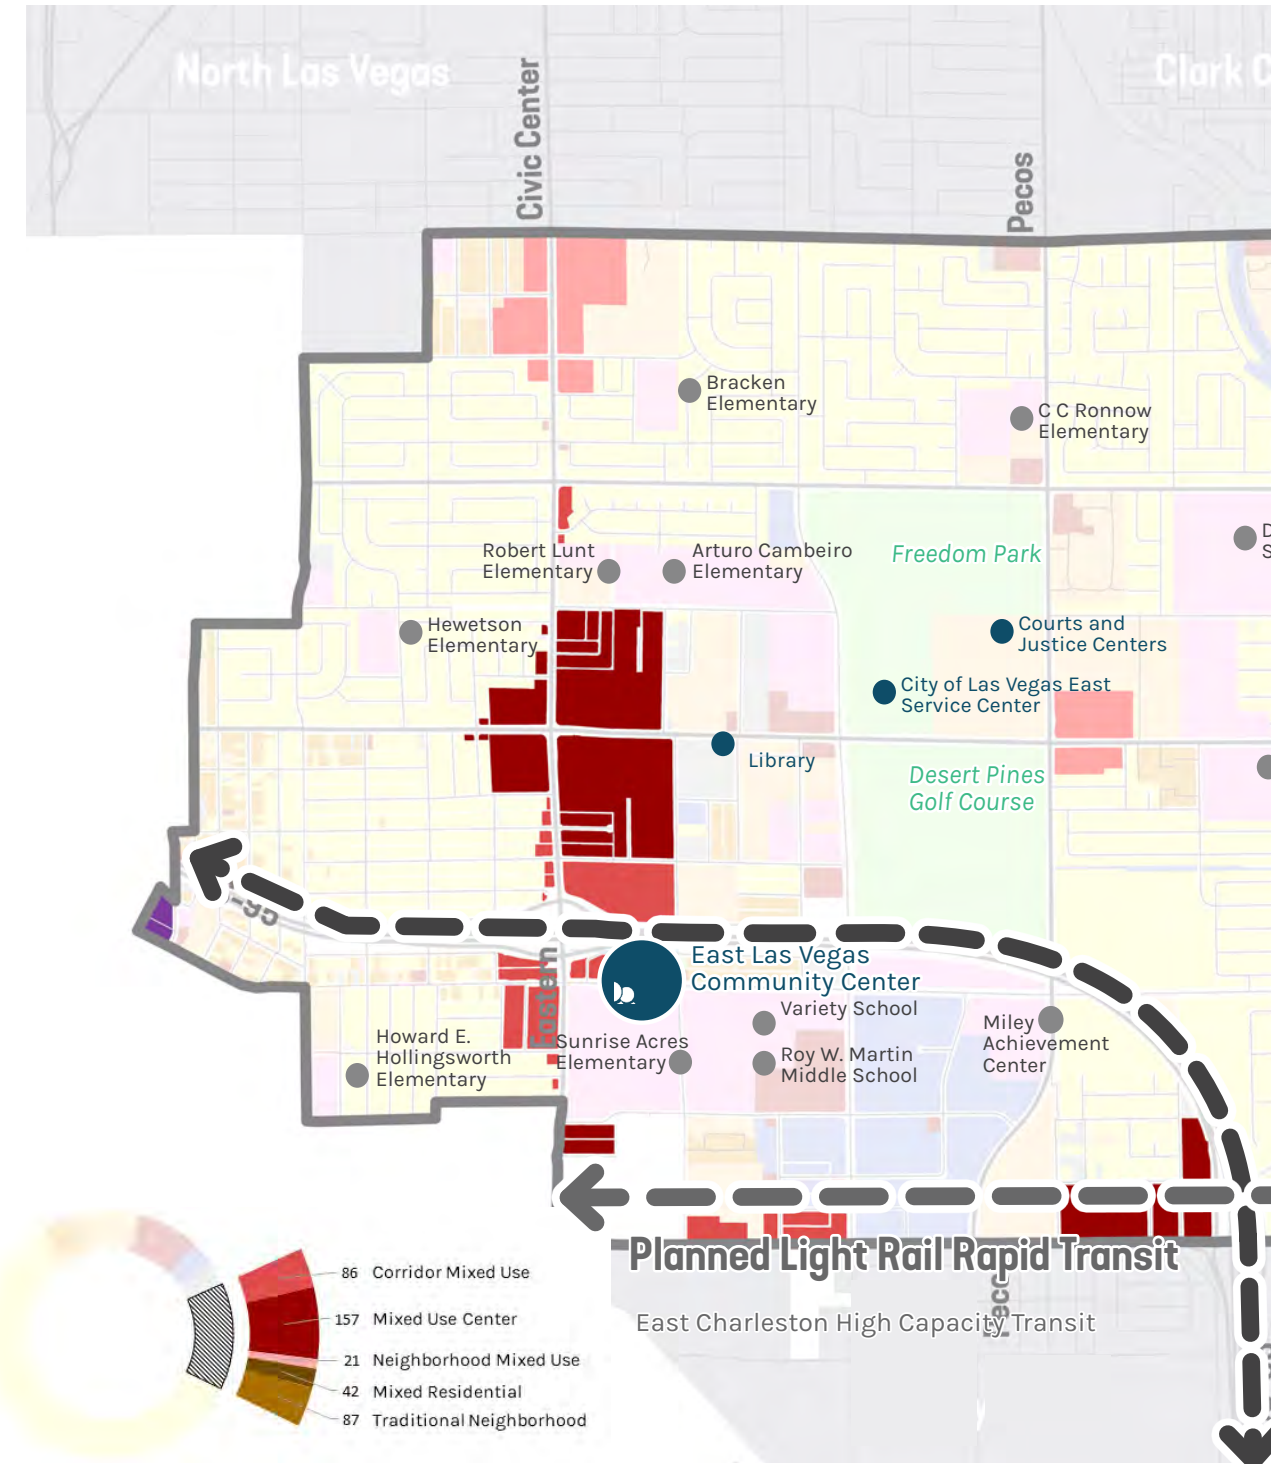 North Las Vegas
Clark C
Civic Center
Pecos
Bracken
Elementary
C C Ronnow
Elementary
Robert Lunt
Elementary
Arturo Cambeiro
Elementary
Freedom Park
D
S
Hewetson
Elementary
Courts and
Justice Centers
City of Las Vegas East
Service Center
Library
Desert Pines
Golf Course
-95
East Las Vegas
Community Center
Eastern
Variety School
Miley
Achievement
Center
Howard E.
Hollingsworth
Elementary
Sunrise Acres
Elementary
Roy W. Martin
Middle School
Planned Light Rail Rapid Transit
East Charleston High Capacity Transit
86 Corridor Mixed Use
157 Mixed Use Center
21 Neighborhood Mixed Use
42 Mixed Residential
87 Traditional Neighborhood